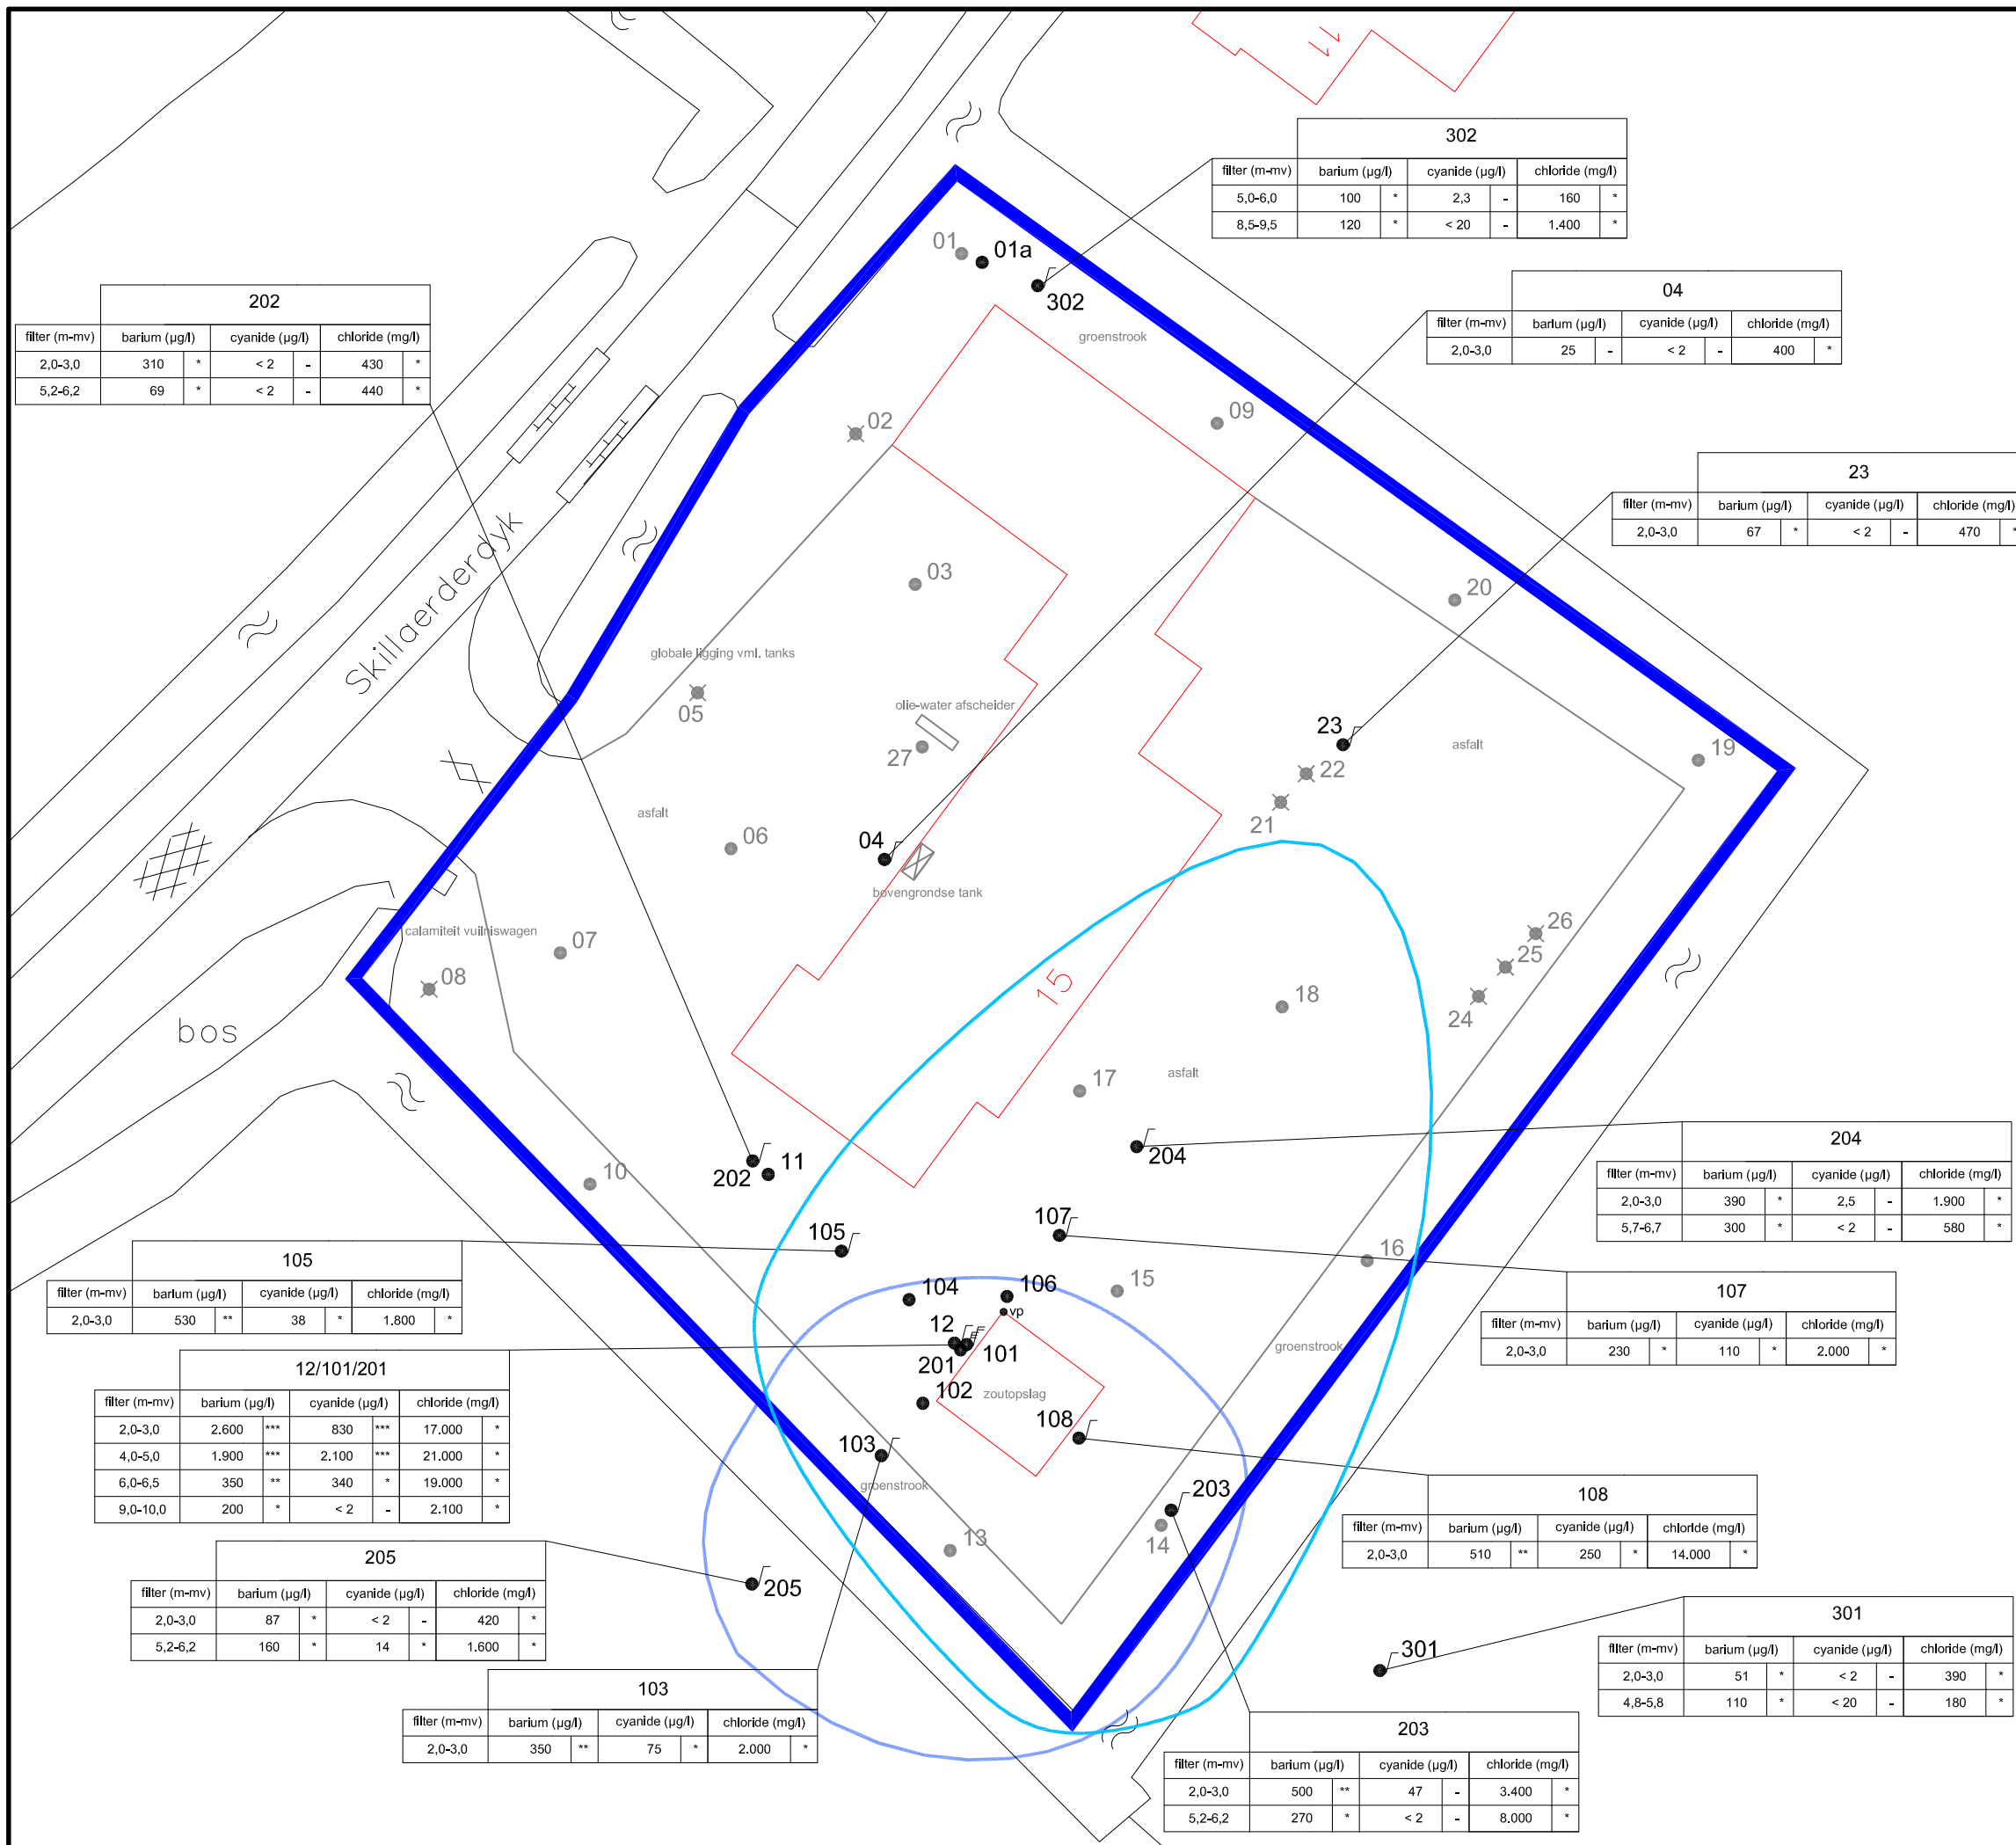 11
302
filter (m-mv) barium (µg/l) cyanide (µg/l) chloride (mg/l)
5,0-6,0 100 * 2,3 - 160 *
8,5-9,5 120 * < 20 - 1.400 *
01
01a
302
groenstrook
202
filter (m-mv) barium (µg/l) cyanide (µg/l) chloride (mg/l)
2,0-3,0 310 * < 2 - 430 *
5,2-6,2 69 * < 2 - 440 *
04
filter (m-mv) barium (µg/l) cyanide (µg/l) chloride (mg/l)
2,0-3,0 25 - < 2 - 400 *
02
09
23
filter (m-mv) barium (µg/l) cyanide (µg/l) chloride (mg/l)
2,0-3,0 67 * < 2 - 470 *
Skillaerderdyk
03
20
globale ligging vml. tanks
05
olie-water afscheider
27
23
asfalt
19
22
21
asfalt
06
04
bovengrondse tank
calamiteit vuilniswagen
07
08
26
25
24
15
18
bos
17
asfalt
204
202
11
10
204
filter (m-mv) barium (µg/l) cyanide (µg/l) chloride (mg/l)
2,0-3,0 390 * 2,5 - 1.900 *
5,7-6,7 300 * < 2 - 580 *
105
107
16
105
filter (m-mv) barium (µg/l) cyanide (µg/l) chloride (mg/l)
2,0-3,0 530 ** 38 * 1.800 *
104
106
15
vp
107
filter (m-mv) barium (µg/l) cyanide (µg/l) chloride (mg/l)
2,0-3,0 230 * 110 * 2.000 *
12
201
101
groenstrook
12/101/201
filter (m-mv) barium (µg/l) cyanide (µg/l) chloride (mg/l)
2,0-3,0 2.600 *** 830 *** 17.000 *
4,0-5,0 1.900 *** 2.100 *** 21.000 *
6,0-6,5 350 ** 340 * 19.000 *
9,0-10,0 200 * < 2 - 2.100 *
102
zoutopslag
108
103
groenstrook
203
14
13
108
filter (m-mv) barium (µg/l) cyanide (µg/l) chloride (mg/l)
2,0-3,0 510 ** 250 * 14.000 *
205
filter (m-mv) barium (µg/l) cyanide (µg/l) chloride (mg/l)
2,0-3,0 87 * < 2 - 420 *
5,2-6,2 160 * 14 * 1.600 *
205
301
301
filter (m-mv) barium (µg/l) cyanide (µg/l) chloride (mg/l)
2,0-3,0 51 * < 2 - 390 *
4,8-5,8 110 * < 20 - 180 *
103
filter (m-mv) barium (µg/l) cyanide (µg/l) chloride (mg/l)
2,0-3,0 350 ** 75 * 2.000 *
203
filter (m-mv) barium (µg/l) cyanide (µg/l) chloride (mg/l)
2,0-3,0 500 ** 47 - 3.400 *
5,2-6,2 270 * < 2 - 8.000 *